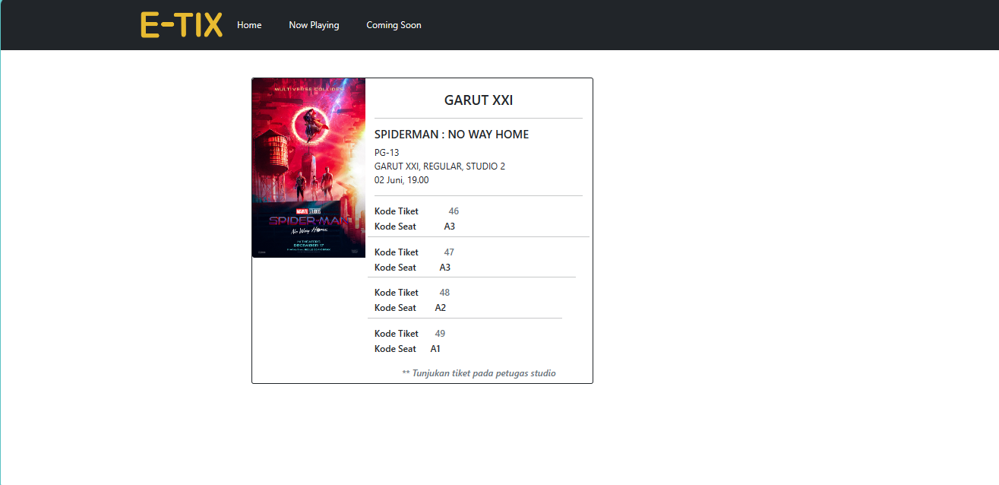 E-TIX Home Now Playing Coming Soon
MULTIVERSE COLLIDES
MARVEL STUDIOS
SPIDER-MAN
No Way Home
IN THEATERS
DECEMBER 17
GARUT XXI
SPIDERMAN : NO WAY HOME
PG-13
GARUT XXI, REGULAR, STUDIO 2
02 Juni, 19.00
Kode Tiket 46
Kode Seat A3
Kode Tiket 47
Kode Seat A3
Kode Tiket 48
Kode Seat A2
Kode Tiket 49
Kode Seat A1
** Tunjukan tiket pada petugas studio